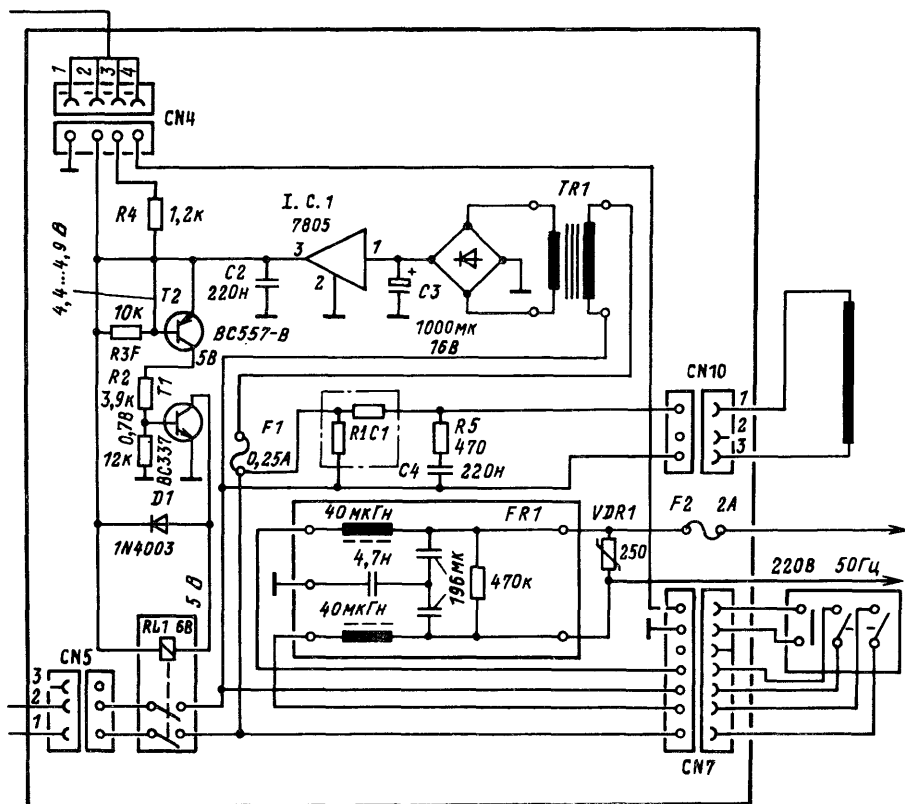 1 2 3 4
CN4
R4
1,2к
I.C.1
7805
TR1
3
1
2
+
C3
C2
220н
1000мк
16В
4,4...4,9 В
T2
10к
R3F
BC557-B
5В
R2
3,9к
T1
0,7В
12к
BC337
F1
0,25А
R1C1
R5
470
C4
220н
CN10
1
2
3
D1
1N4003
40мкГн
FR1
4,7н
196мк
470к
40мкГн
VDR1
250
F2 2А
220В 50Гц
5 В
RL1 6В
CN5
3
2
1
CN7